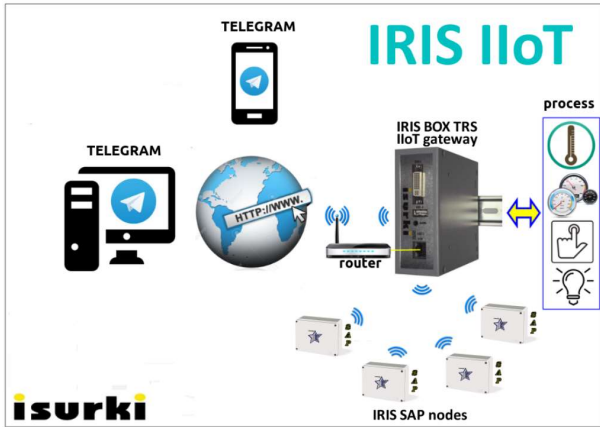 IRIS IIoT
TELEGRAM
TELEGRAM
HTTP://WWW.
IRIS BOX TRS
IIoT gateway
process
router
S
A
P
S
A
P
S
A
P
S
A
P
IRIS SAP nodes
isurki